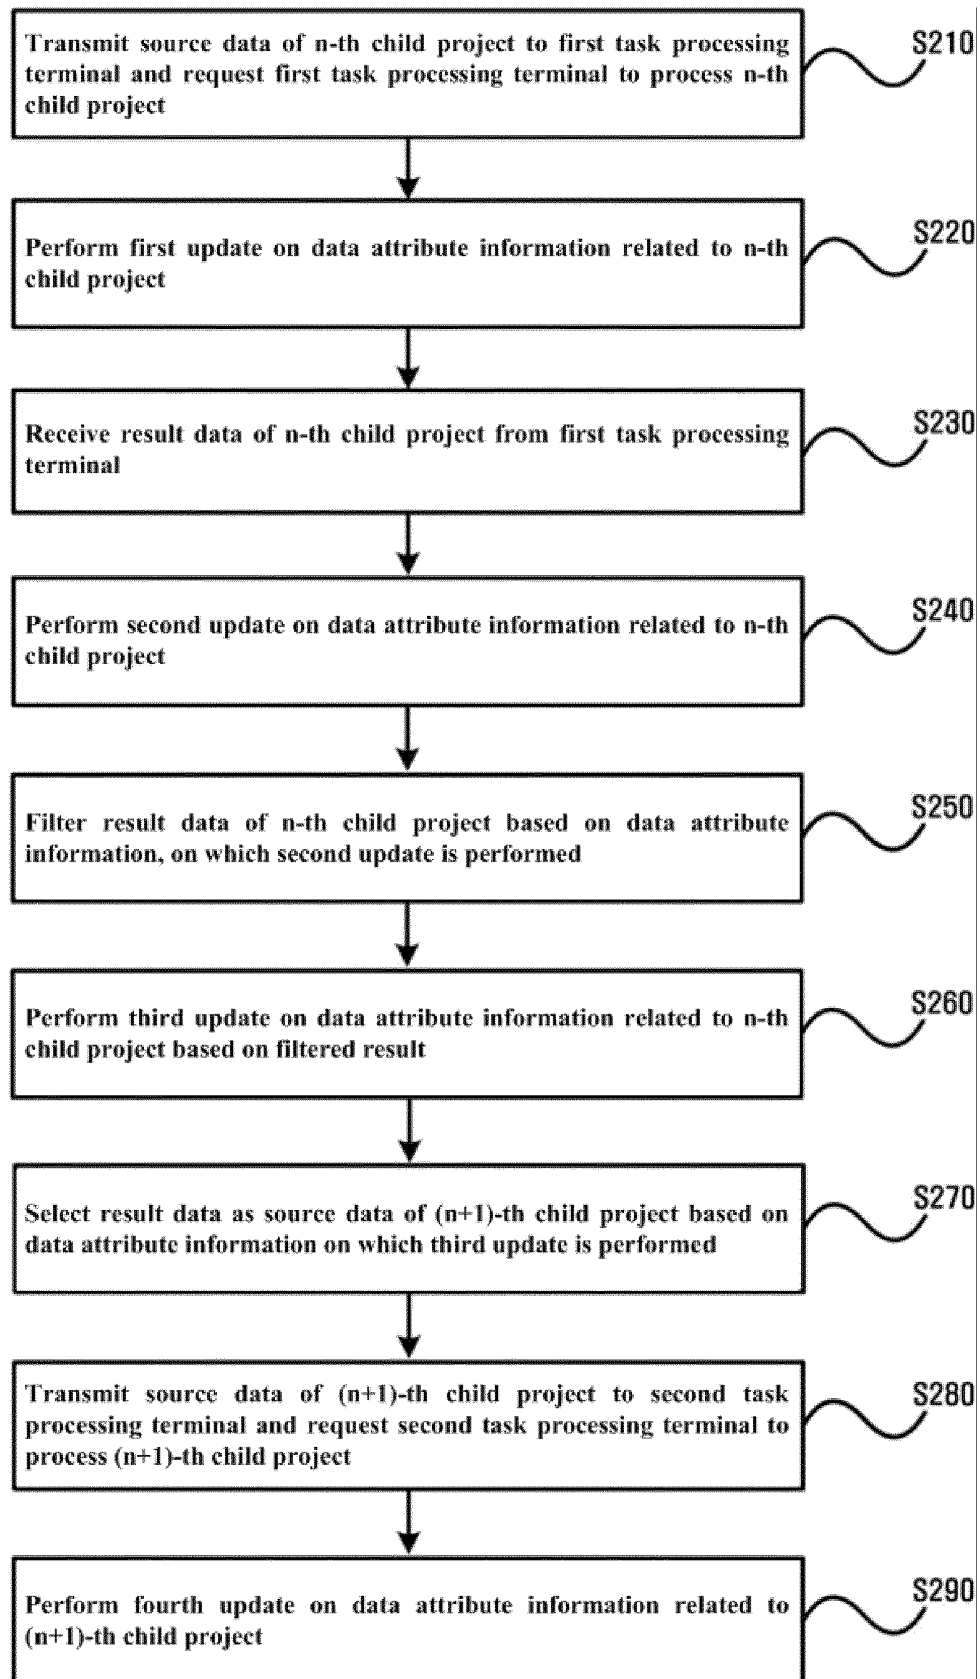 Transmit source data of n-th child project to first task processing
terminal and request first task processing terminal to process n-th
child project
S210
Perform first update on data attribute information related to n-th
child project
S220
Receive result data of n-th child project from first task processing
terminal
S230
Perform second update on data attribute information related to n-th
child project
S240
Filter result data of n-th child project based on data attribute
information, on which second update is performed
S250
Perform third update on data attribute information related to n-th
child project based on filtered result
S260
Select result data as source data of (n+1)-th child project based on
data attribute information on which third update is performed
S270
Transmit source data of (n+1)-th child project to second task
processing terminal and request second task processing terminal to
process (n+1)-th child project
S280
Perform fourth update on data attribute information related to
(n+1)-th child project
S290